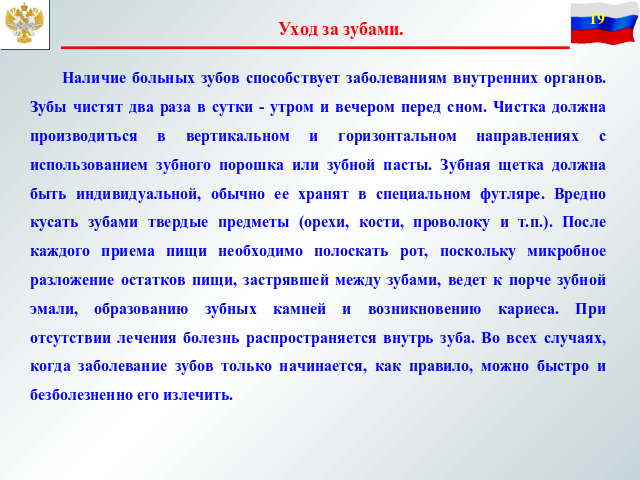 Уход за зубами.
19
Наличие больных зубов способствует заболеваниям внутренних органов.
Зубы чистят два раза в сутки - утром и вечером перед сном. Чистка должна
производиться в вертикальном и горизонтальном направлениях с
использованием зубного порошка или зубной пасты. Зубная щетка должна
быть индивидуальной, обычно ее хранят в специальном футляре. Вредно
кусать зубами твердые предметы (орехи, кости, проволоку и т.п.). После
каждого приема пищи необходимо полоскать рот, поскольку микробное
разложение остатков пищи, застрявшей между зубами, ведет к порче зубной
эмали, образованию зубных камней и возникновению кариеса. При
отсутствии лечения болезнь распространяется внутрь зуба. Во всех случаях,
когда заболевание зубов только начинается, как правило, можно быстро и
безболезненно его излечить.